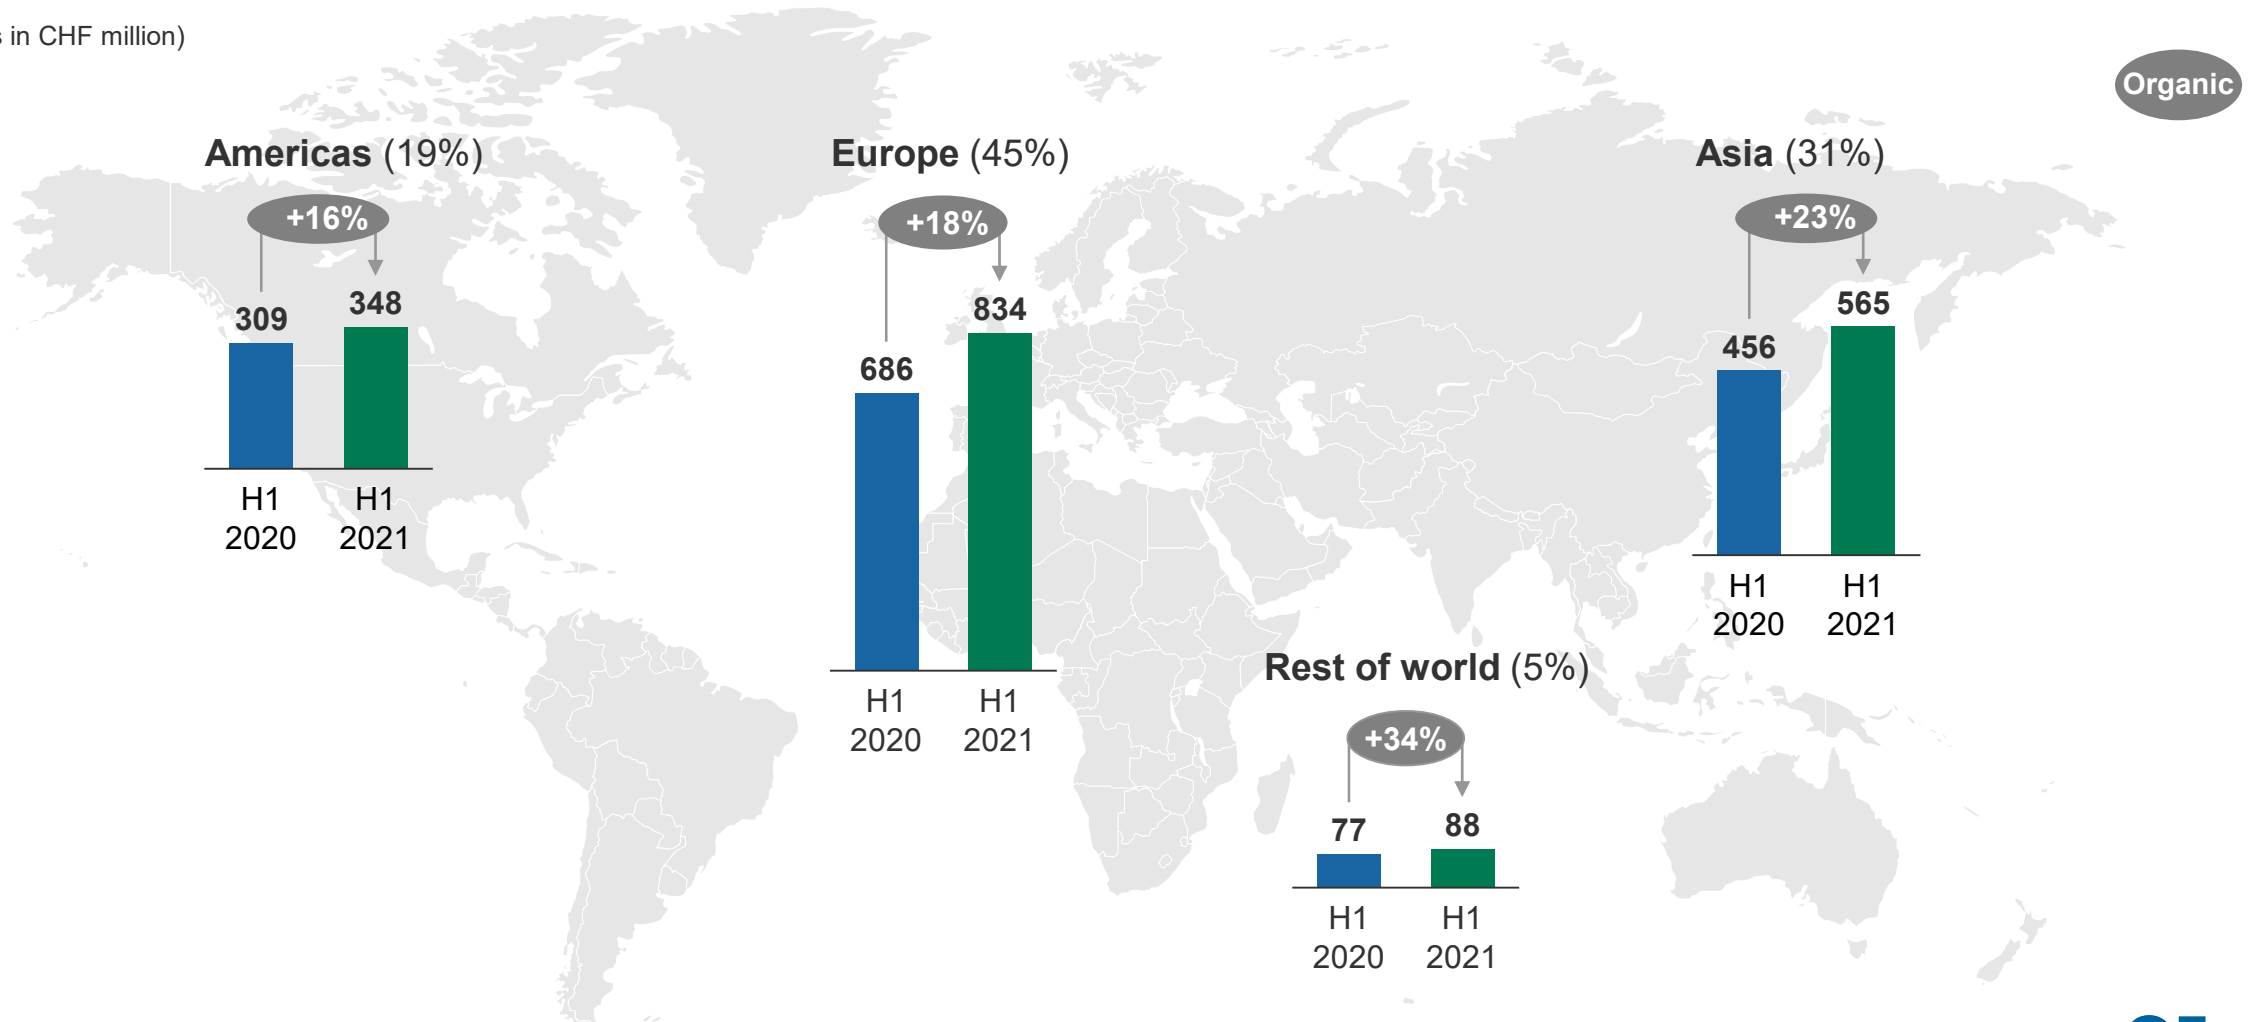 in CHF million)
Organic
Americas (19%)
+16%
309
348
H1
2020
H1
2021
Europe (45%)
+18%
686
834
H1
2020
H1
2021
Asia (31%)
+23%
456
565
H1
2020
H1
2021
Rest of world (5%)
+34%
77
88
H1
2020
H1
2021